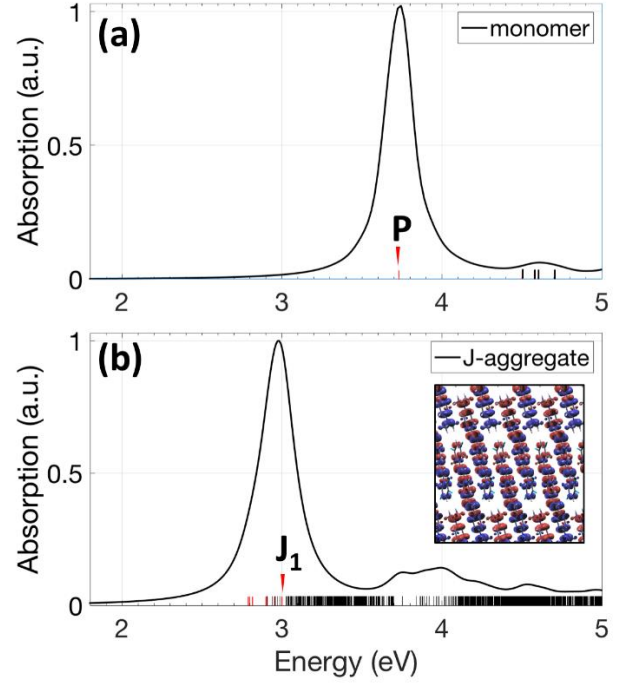 (a)
monomer
1
0.5
0
Absorption (a.u.)
P
2
3
4
5
(b)
J-aggregate
1
0.5
0
Absorption (a.u.)
J₁
2
3
4
5
Energy (eV)